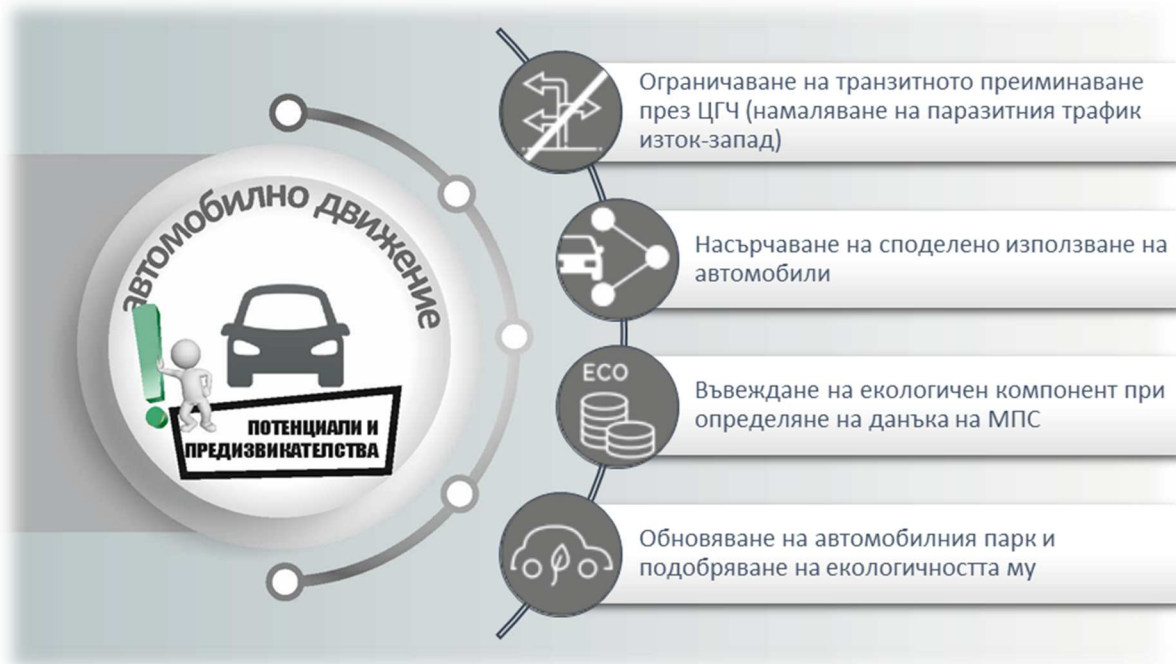 автомобилно движение
ПОТЕНЦИАЛИ И
ПРЕДИЗВИКАТЕЛСТВА
Ограничаване на транзитното преиминаване
през ЦГЧ (намаляване на паразитния трафик
изток-запад)
Насърчаване на споделено използване на
автомобили
ECO
Въвеждане на екологичен компонент при
определяне на данъка на МПС
Обновяване на автомобилния парк и
подобряване на екологичността му